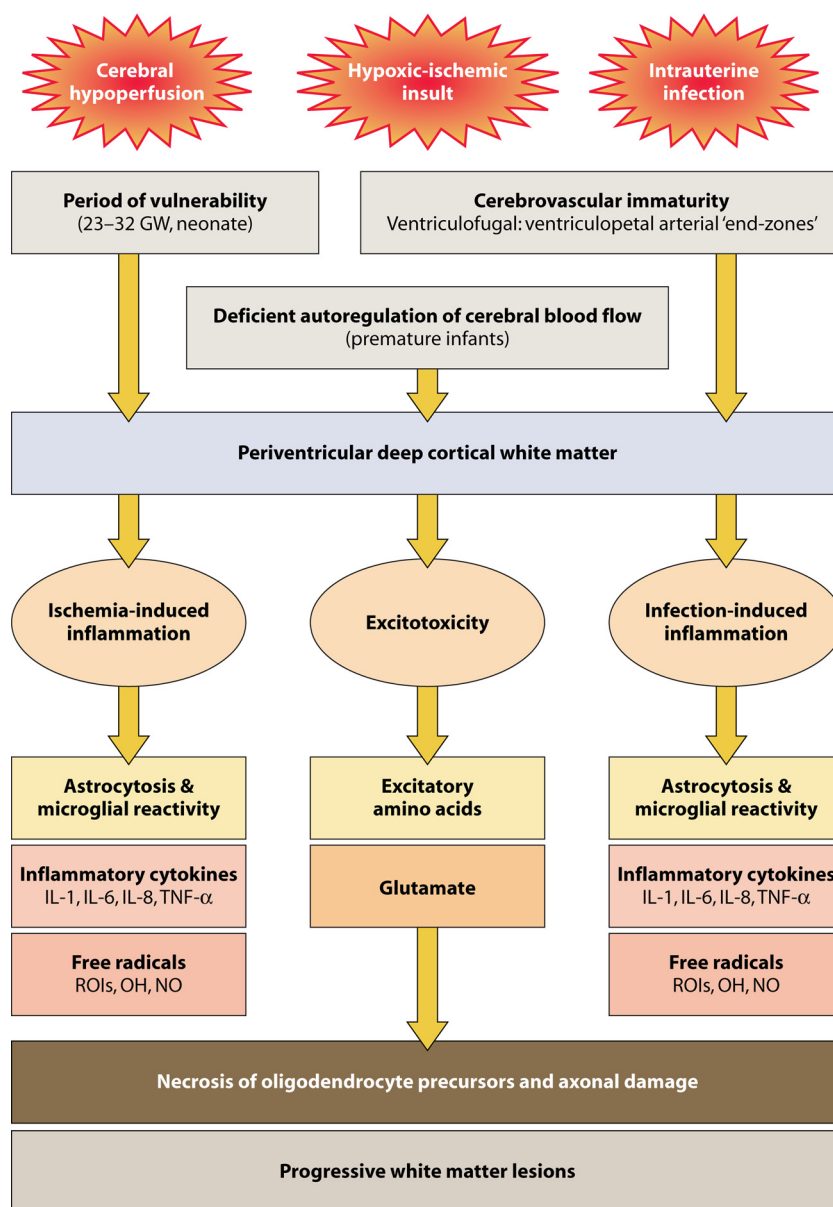 Cerebral
hypoperfusion
Hypoxic-ischemic
insult
Intrauterine
infection
Period of vulnerability
(23–32 GW, neonate)
Cerebrovascular immaturity
Ventriculofugal: ventriculopetal arterial ‘end-zones’
Deficient autoregulation of cerebral blood flow
(premature infants)
Periventricular deep cortical white matter
Ischemia-induced
inflammation
Excitotoxicity
Infection-induced
inflammation
Astrocytosis &
microglial reactivity
Excitatory
amino acids
Astrocytosis &
microglial reactivity
Inflammatory cytokines
IL-1, IL-6, IL-8, TNF-α
Glutamate
Inflammatory cytokines
IL-1, IL-6, IL-8, TNF-α
Free radicals
ROIs, OH, NO
Free radicals
ROIs, OH, NO
Necrosis of oligodendrocyte precursors and axonal damage
Progressive white matter lesions